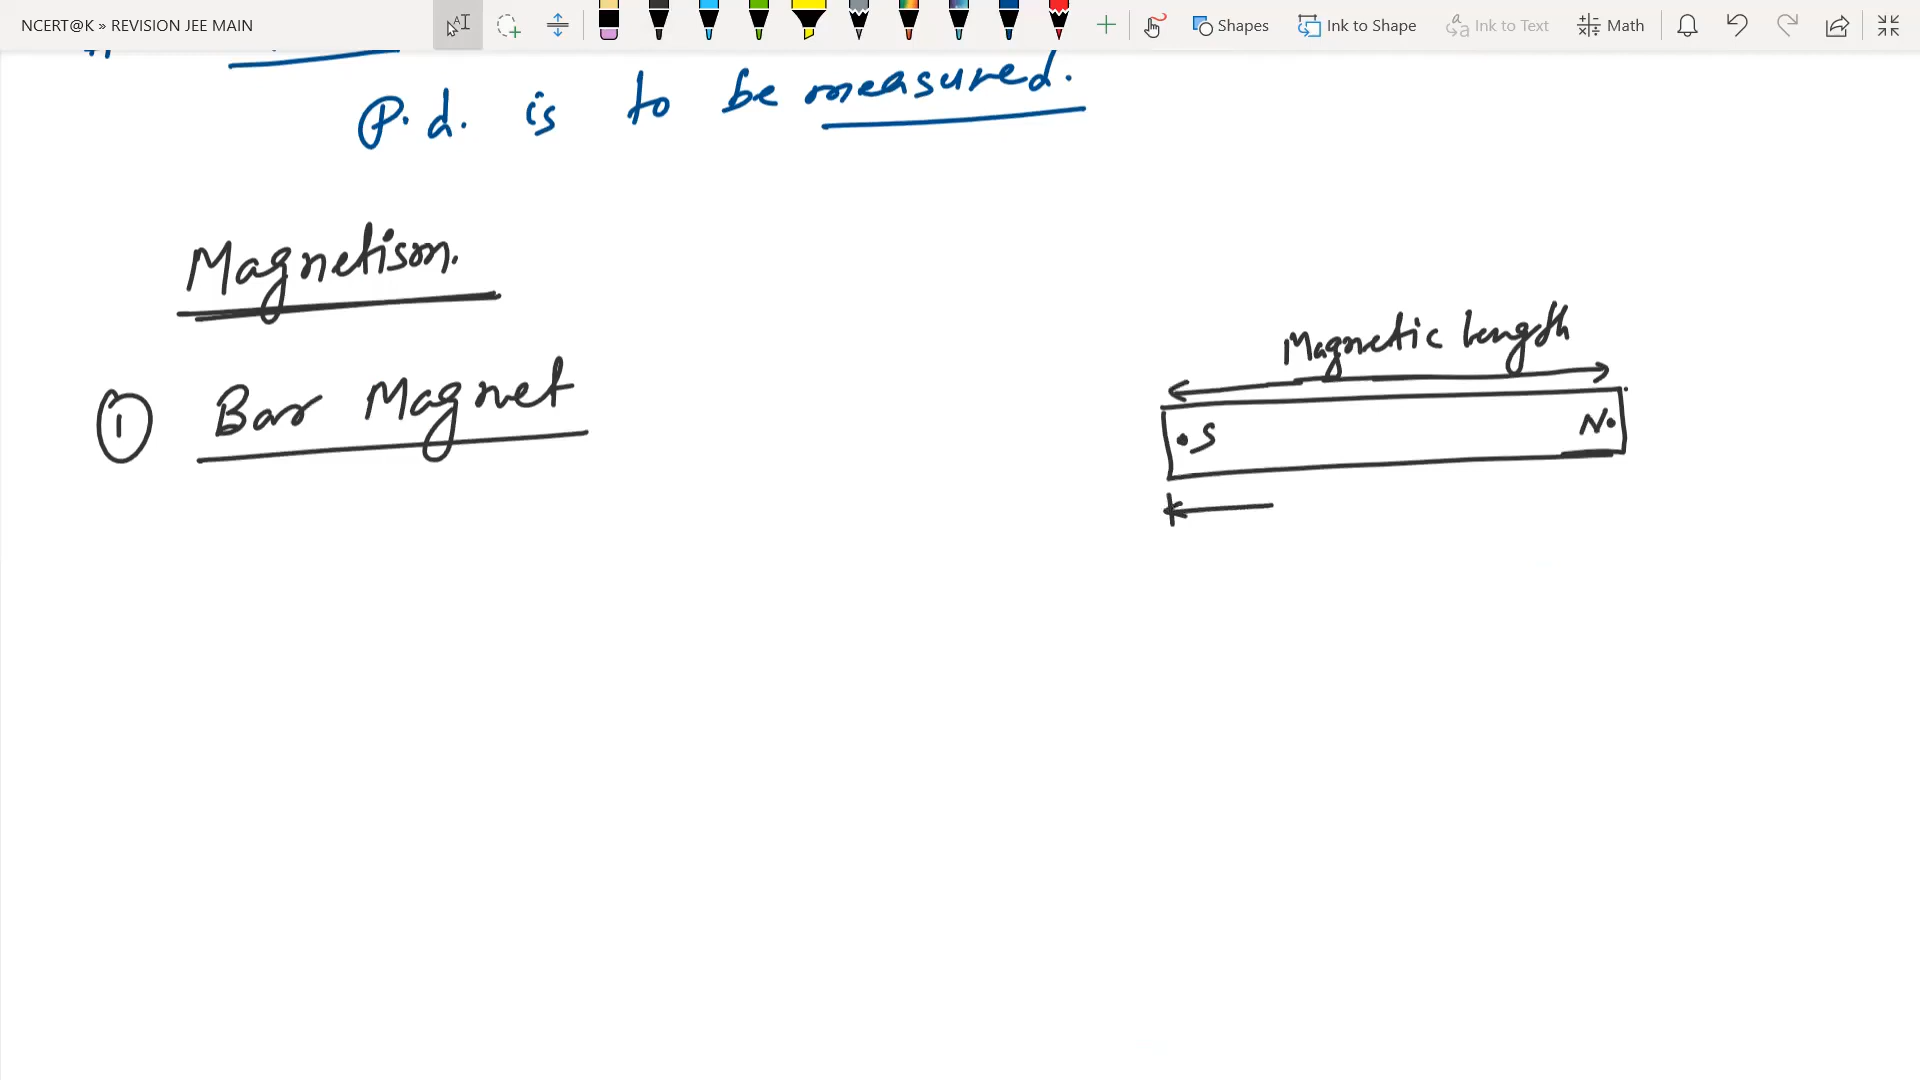 NCERT@K » REVISION JEE MAIN
Shapes
Ink to Shape
Ink to Text
Math
P.d. is to be measured.
Magnetism.
Magnetic length
1 Bar Magnet
S
N